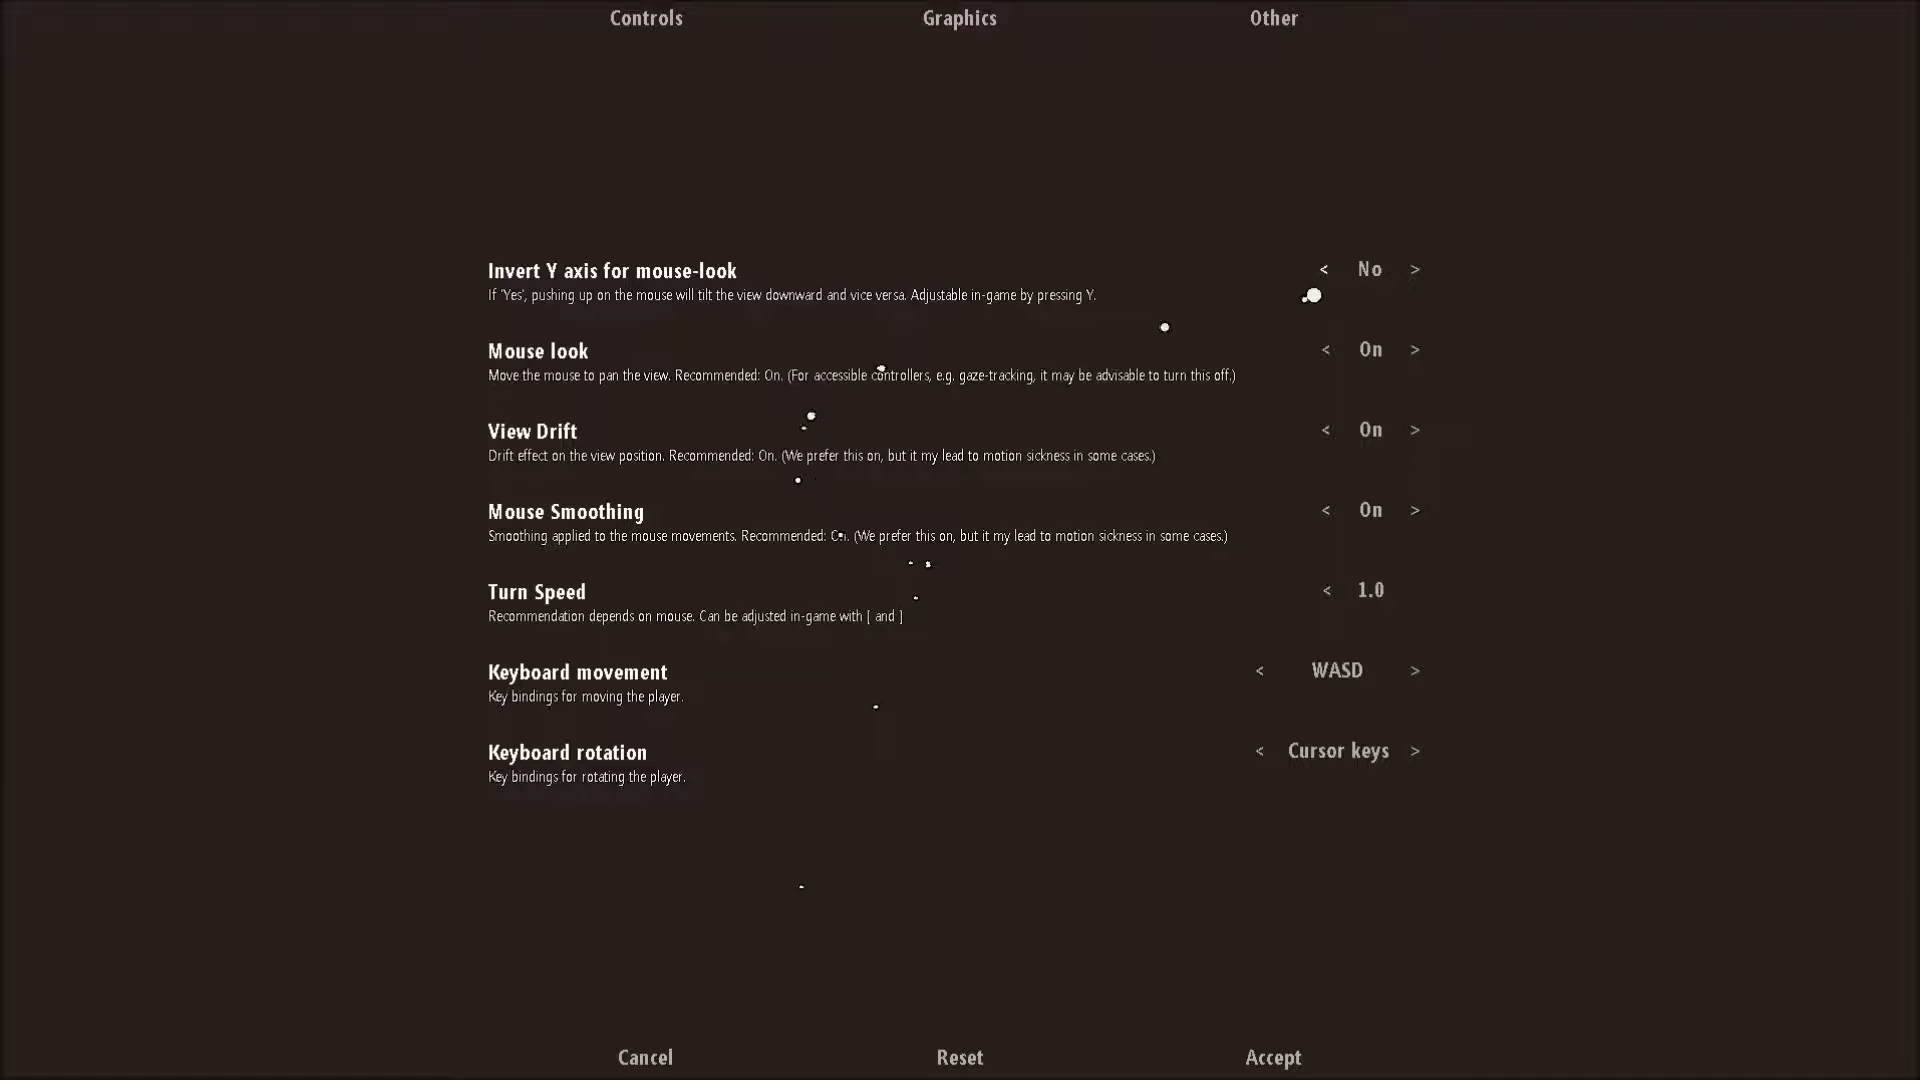 Controls Graphics Other
Invert Y axis for mouse-look < No >
If 'Yes', pushing up on the mouse will tilt the view downward and vice versa. Adjustable in-game by pressing Y.
Mouse look < On >
Move the mouse to pan the view. Recommended: On. (For accessible controllers, e.g. gaze-tracking, it may be advisable to turn this off.)
View Drift < On >
Drift effect on the view position. Recommended: On. (We prefer this on, but it my lead to motion sickness in some cases.)
Mouse Smoothing < On >
Smoothing applied to the mouse movements. Recommended: On. (We prefer this on, but it my lead to motion sickness in some cases.)
Turn Speed < 1.0
Recommendation depends on mouse. Can be adjusted in-game with [ and ]
Keyboard movement < WASD >
Key bindings for moving the player.
Keyboard rotation < Cursor keys >
Key bindings for rotating the player.
Cancel Reset Accept